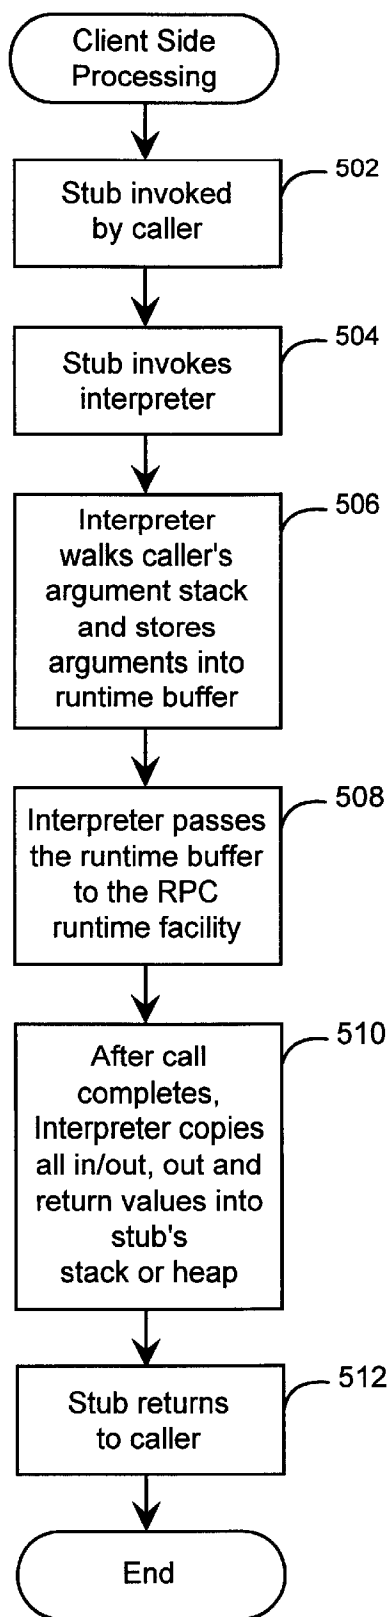 Client Side
Processing
502
Stub invoked
by caller
504
Stub invokes
interpreter
506
Interpreter
walks caller's
argument stack
and stores
arguments into
runtime buffer
508
Interpreter passes
the runtime buffer
to the RPC
runtime facility
510
After call
completes,
Interpreter copies
all in/out, out and
return values into
stub's
stack or heap
512
Stub returns
to caller
End